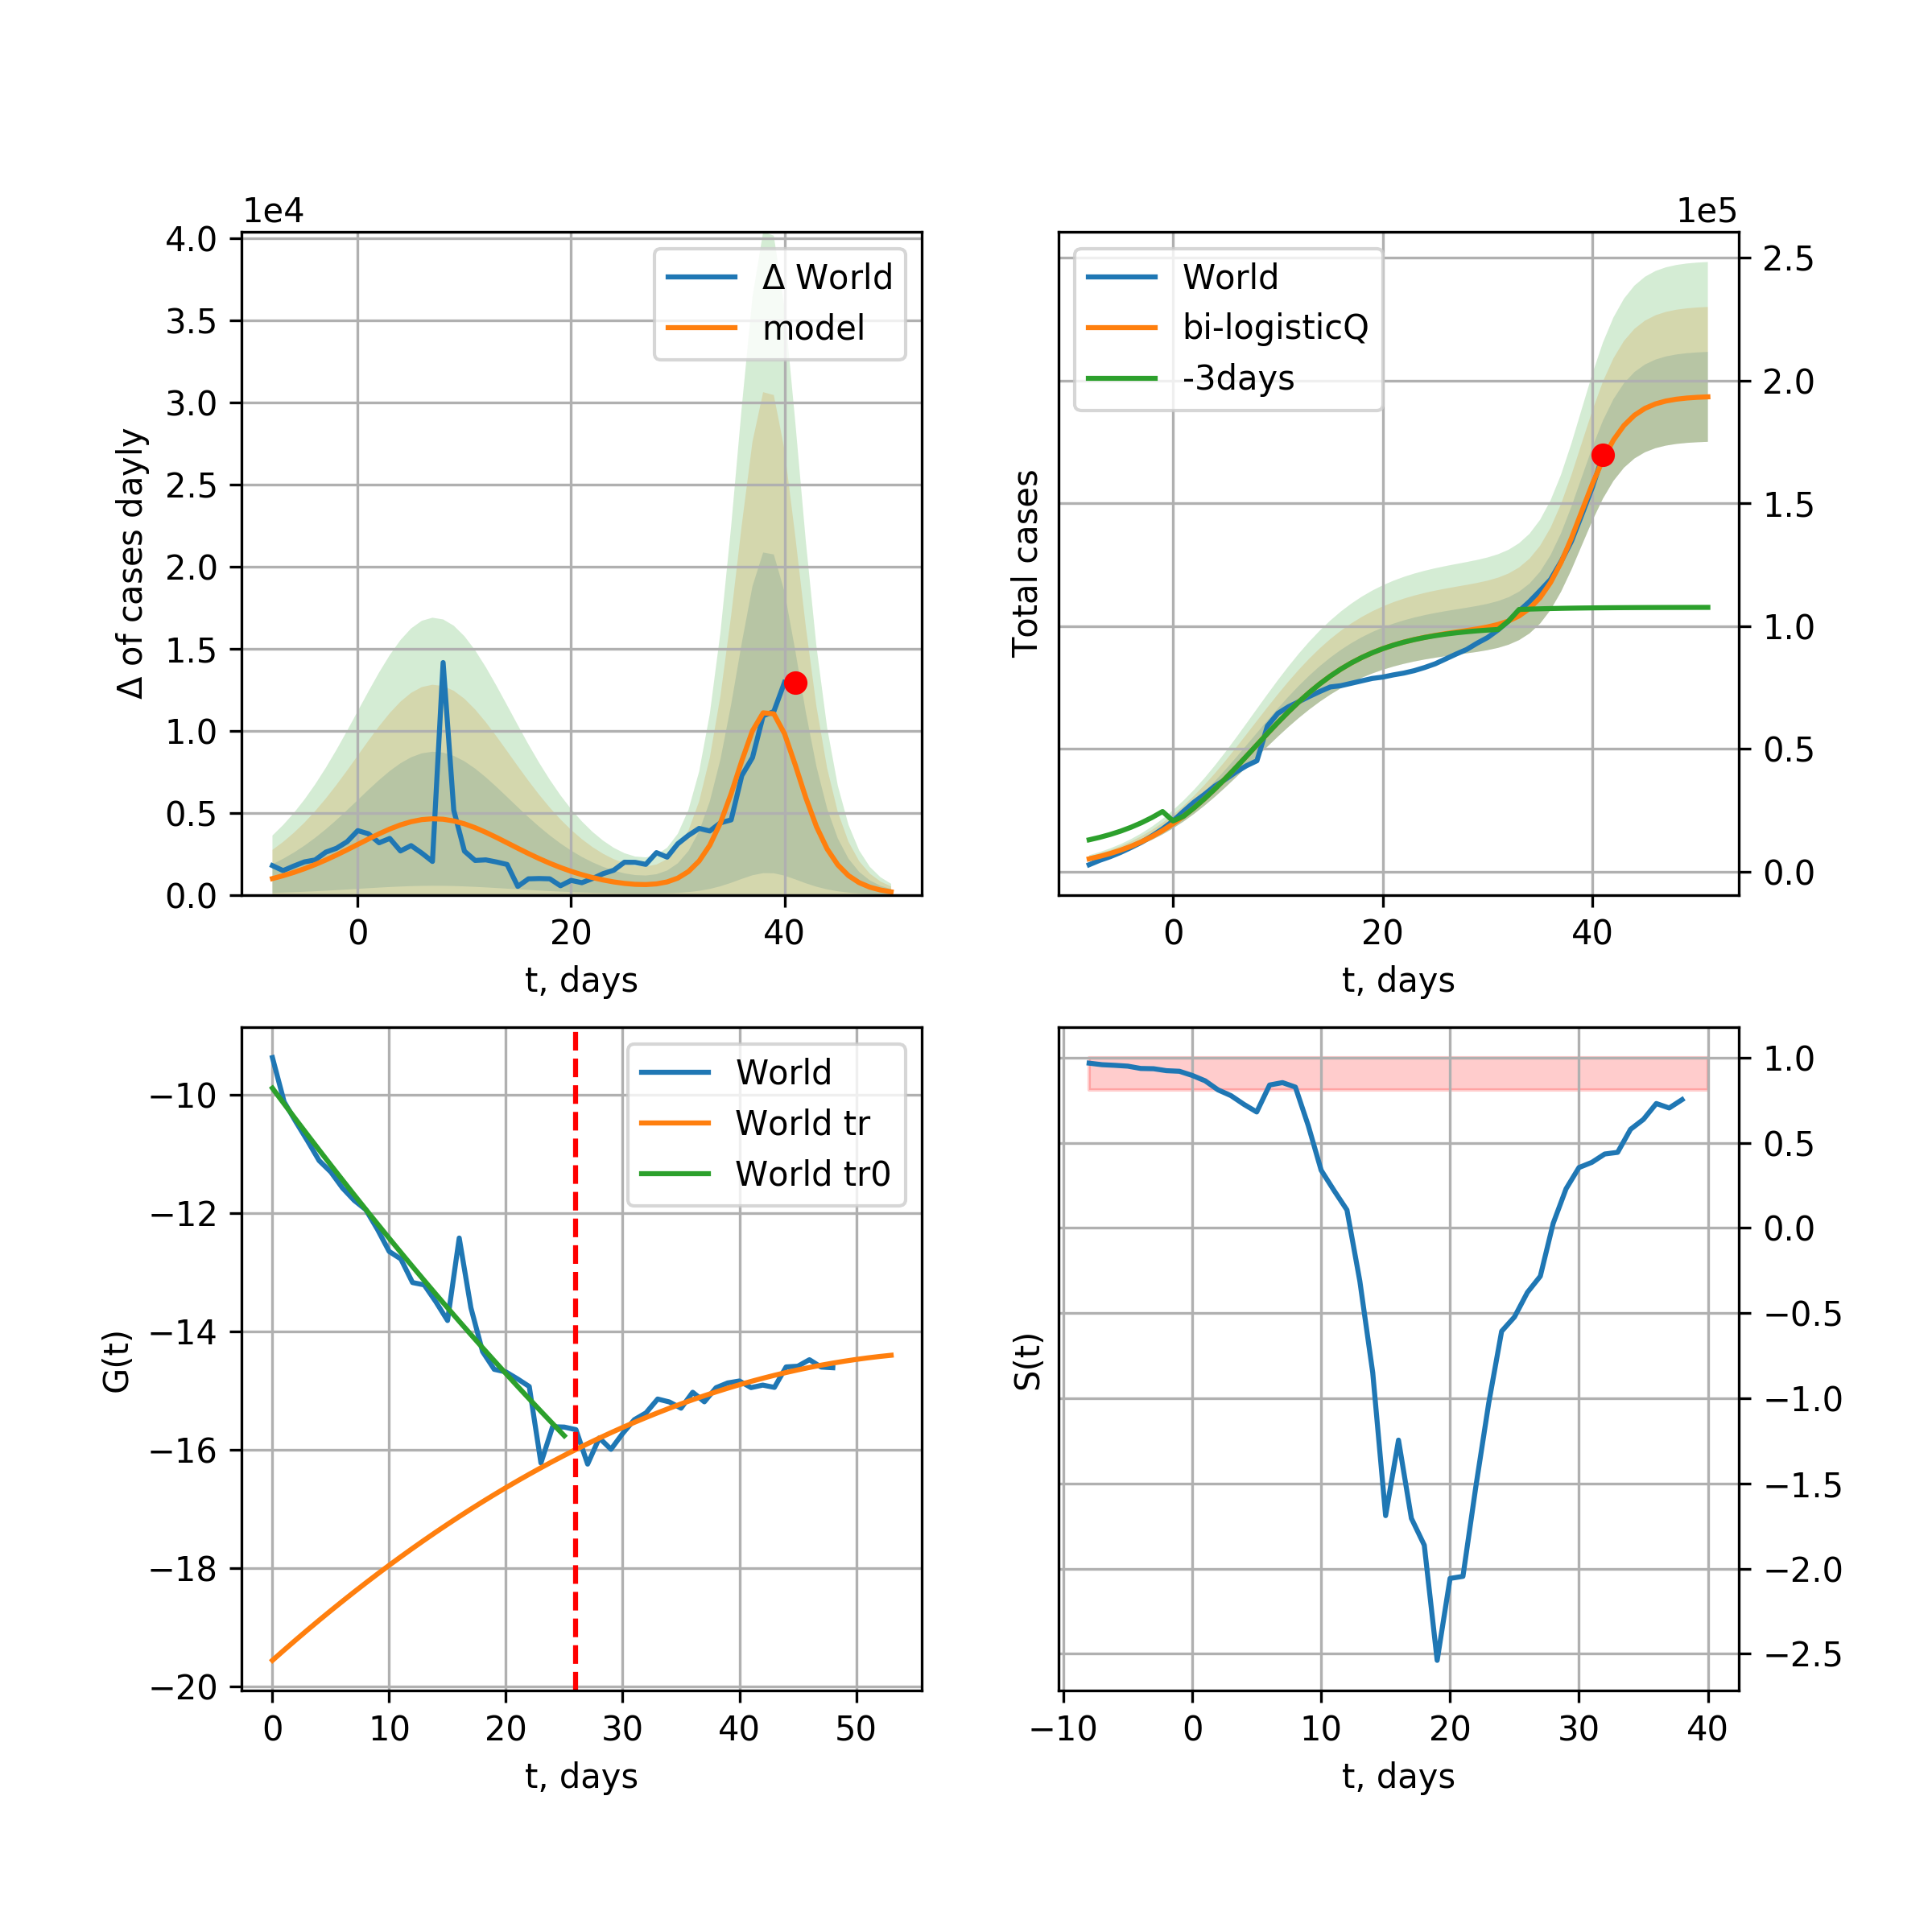 1e4
4.0
3.5
3.0
2.5
2.0
1.5
1.0
0.5
0.0
Δ of cases dayly
Δ World
model
0 20 40
t, days
1e5
World
bi-logisticQ
-3days
Total cases
2.5
2.0
1.5
1.0
0.5
0.0
0 20 40
t, days
−10
−12
−14
−16
−18
−20
G(t)
World
World tr
World tr0
0 10 20 30 40 50
t, days
S(t)
1.0
0.5
0.0
−0.5
−1.0
−1.5
−2.0
−2.5
−10 0 10 20 30 40
t, days